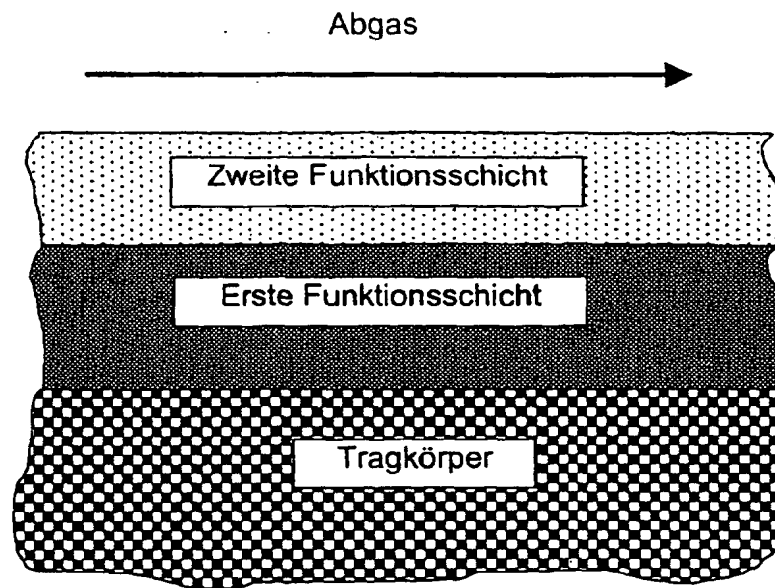 Abgas
Zweite Funktionsschicht
Erste Funktionsschicht
Tragkörper